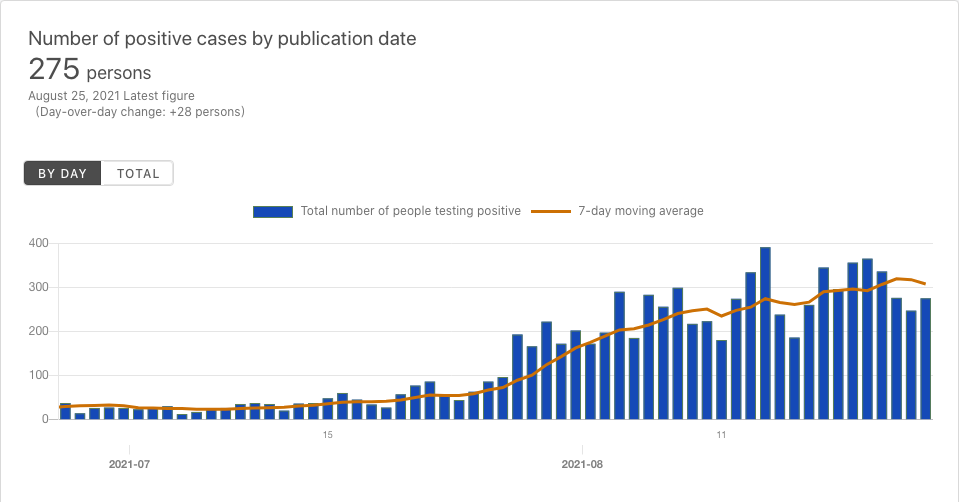 Number of positive cases by publication date
275 persons
August 25, 2021 Latest figure
(Day-over-day change: +28 persons)
BY DAY TOTAL
Total number of people testing positive 7-day moving average
400
300
200
100
0
15 11
2021-07 2021-08